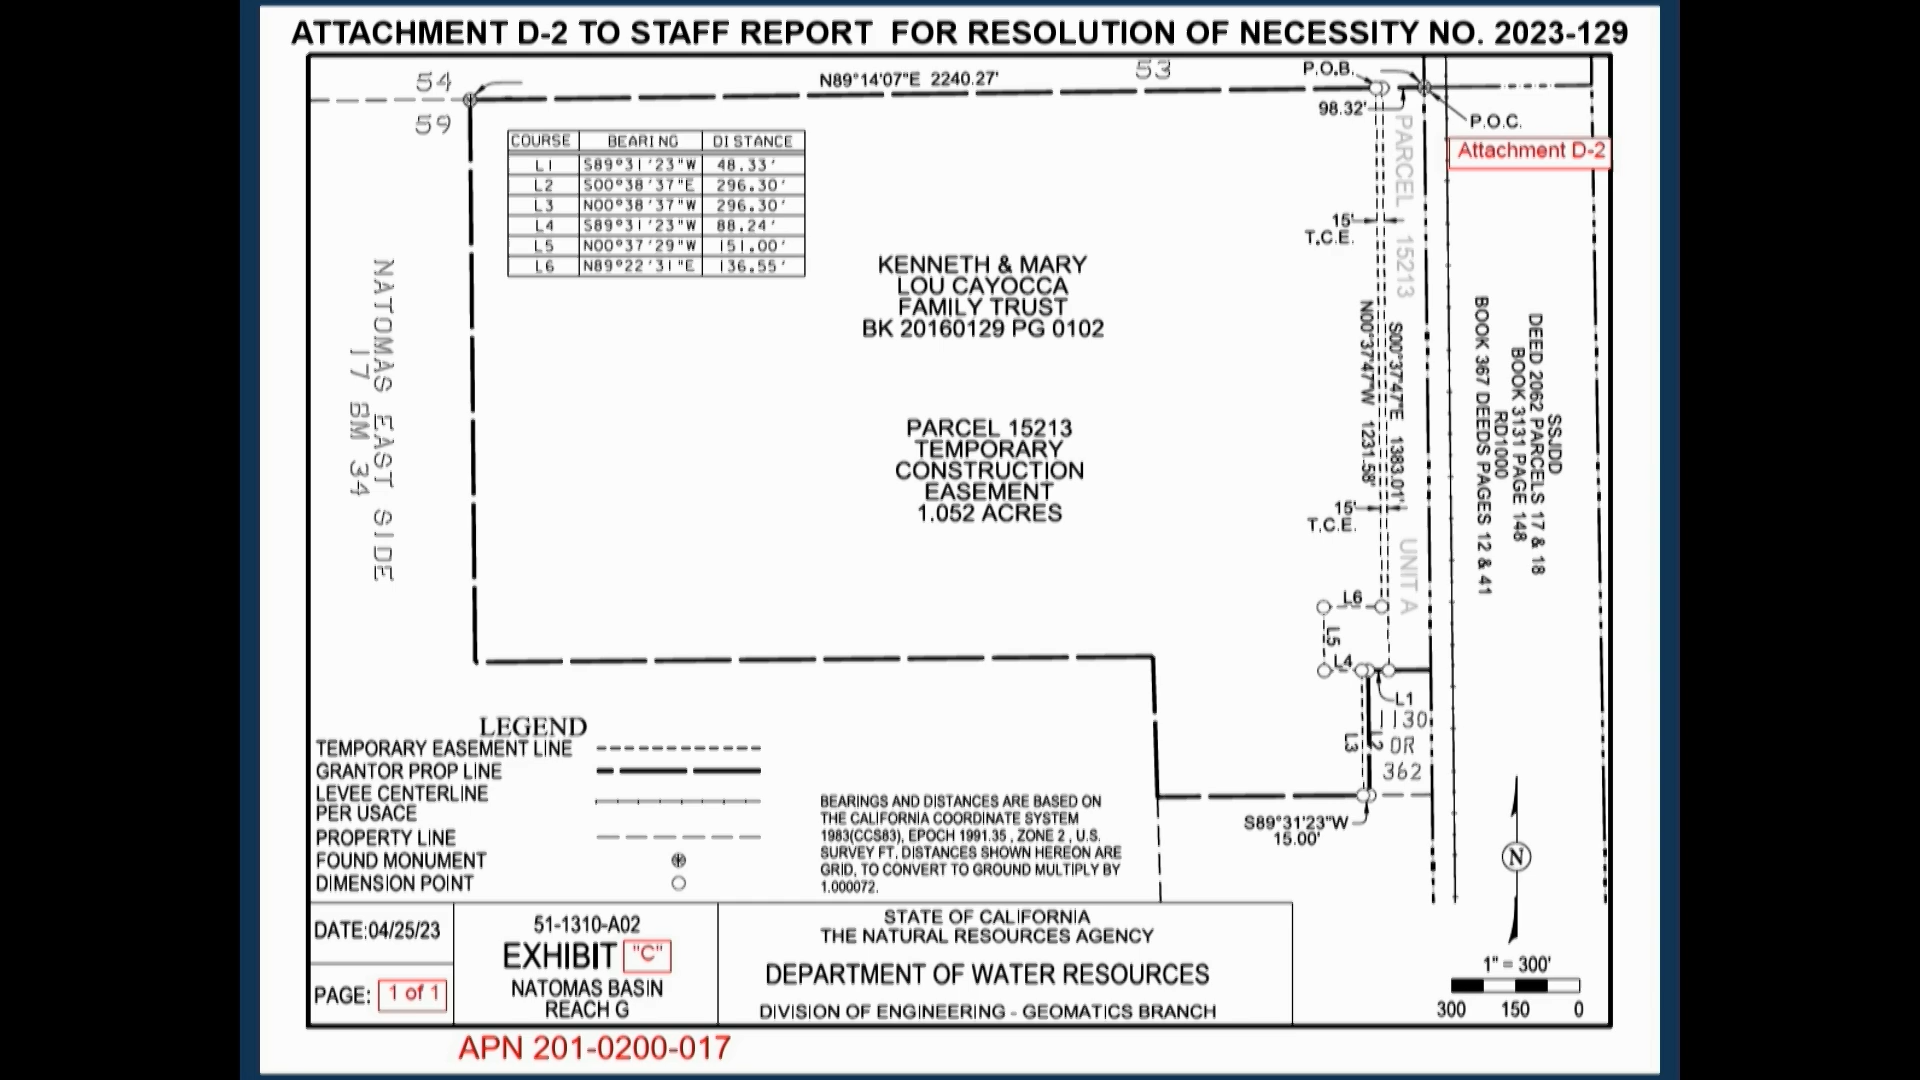 ATTACHMENT D-2 TO STAFF REPORT FOR RESOLUTION OF NECESSITY NO. 2023-129
54
59
N89°14'07"E 2240.27'
53
P.O.B.
98.32'
P.O.C.
Attachment D-2
COURSE BEARING DISTANCE
L1 S89°31'23"W 48.33'
L2 S00°38'37"E 296.30'
L3 N00°38'37"W 296.30'
L4 S89°31'23"W 88.24'
L5 N00°37'29"W 151.00'
L6 N89°22'31"E 136.55'
KENNETH & MARY
LOU CAYOCCA
FAMILY TRUST
BK 20160129 PG 0102
PARCEL 15213
TEMPORARY
CONSTRUCTION
EASEMENT
1.052 ACRES
NATOMAS EAST SIDE
17 BM 34
PARCEL 15213
UNIT A
15'
T.C.E.
N00°37'47"W 1231.58'
S00°37'47"E 1383.01'
15'
T.C.E.
SSJDD
DEED 2062 PARCELS 17 & 18
BOOK 3131 PAGE 148
RD1000
BOOK 367 DEEDS PAGES 12 & 41
L6
L5
L4
L1
L3
L2
1130
OR
362
S89°31'23"W
15.00'
LEGEND
TEMPORARY EASEMENT LINE
GRANTOR PROP LINE
LEVEE CENTERLINE
PER USACE
PROPERTY LINE
FOUND MONUMENT
DIMENSION POINT
BEARINGS AND DISTANCES ARE BASED ON
THE CALIFORNIA COORDINATE SYSTEM
1983(CCS83), EPOCH 1991.35 , ZONE 2 , U.S.
SURVEY FT. DISTANCES SHOWN HEREON ARE
GRID, TO CONVERT TO GROUND MULTIPLY BY
1.000072.
N
1" = 300'
300 150 0
DATE:04/25/23
PAGE: 1 of 1
51-1310-A02
EXHIBIT "C"
NATOMAS BASIN
REACH G
STATE OF CALIFORNIA
THE NATURAL RESOURCES AGENCY
DEPARTMENT OF WATER RESOURCES
DIVISION OF ENGINEERING - GEOMATICS BRANCH
APN 201-0200-017